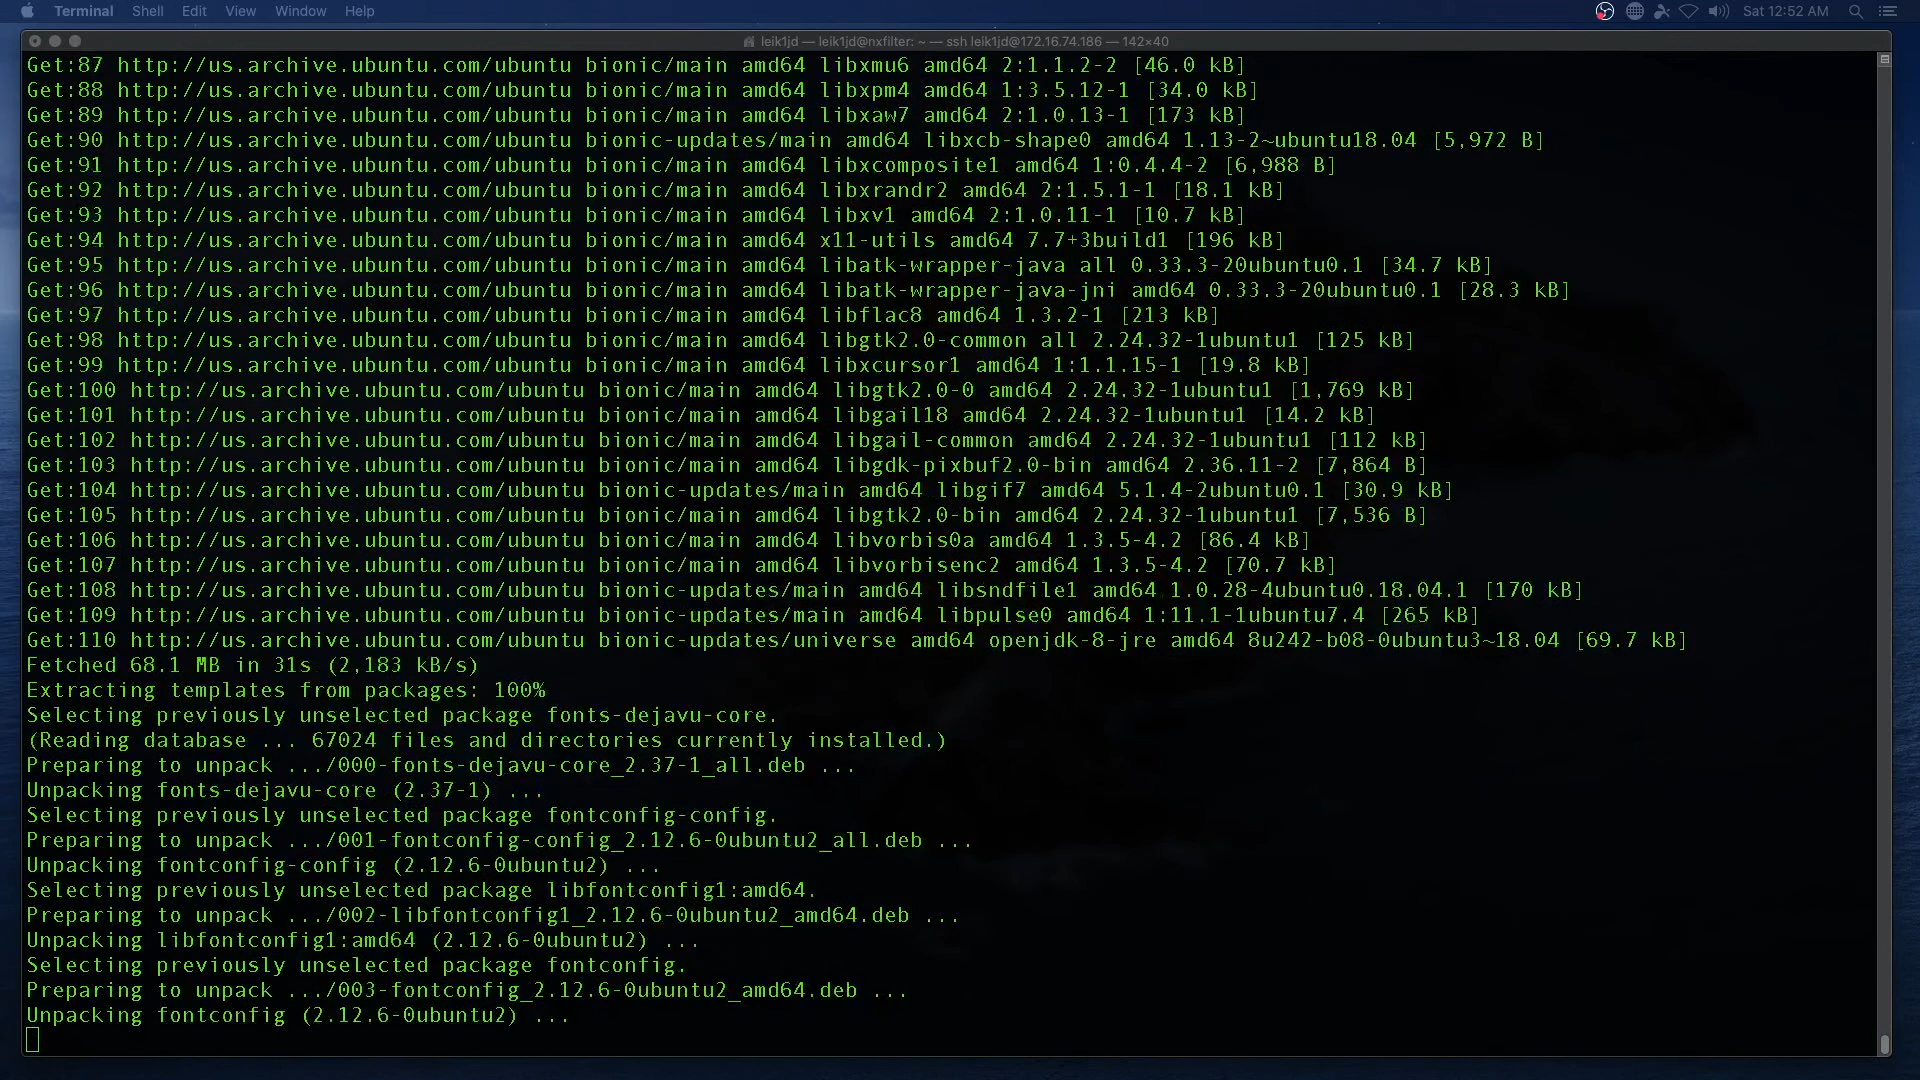 Terminal Shell Edit View Window Help Sat 12:52 AM
leik1jd — leik1jd@nxfilter: ~ — ssh leik1jd@172.16.74.186 — 142×40
Get:87 http://us.archive.ubuntu.com/ubuntu bionic/main amd64 libxmu6 amd64 2:1.1.2-2 [46.0 kB]
Get:88 http://us.archive.ubuntu.com/ubuntu bionic/main amd64 libxpm4 amd64 1:3.5.12-1 [34.0 kB]
Get:89 http://us.archive.ubuntu.com/ubuntu bionic/main amd64 libxaw7 amd64 2:1.0.13-1 [173 kB]
Get:90 http://us.archive.ubuntu.com/ubuntu bionic-updates/main amd64 libxcb-shape0 amd64 1.13-2~ubuntu18.04 [5,972 B]
Get:91 http://us.archive.ubuntu.com/ubuntu bionic/main amd64 libxcomposite1 amd64 1:0.4.4-2 [6,988 B]
Get:92 http://us.archive.ubuntu.com/ubuntu bionic/main amd64 libxrandr2 amd64 2:1.5.1-1 [18.1 kB]
Get:93 http://us.archive.ubuntu.com/ubuntu bionic/main amd64 libxv1 amd64 2:1.0.11-1 [10.7 kB]
Get:94 http://us.archive.ubuntu.com/ubuntu bionic/main amd64 x11-utils amd64 7.7+3build1 [196 kB]
Get:95 http://us.archive.ubuntu.com/ubuntu bionic/main amd64 libatk-wrapper-java all 0.33.3-20ubuntu0.1 [34.7 kB]
Get:96 http://us.archive.ubuntu.com/ubuntu bionic/main amd64 libatk-wrapper-java-jni amd64 0.33.3-20ubuntu0.1 [28.3 kB]
Get:97 http://us.archive.ubuntu.com/ubuntu bionic/main amd64 libflac8 amd64 1.3.2-1 [213 kB]
Get:98 http://us.archive.ubuntu.com/ubuntu bionic/main amd64 libgtk2.0-common all 2.24.32-1ubuntu1 [125 kB]
Get:99 http://us.archive.ubuntu.com/ubuntu bionic/main amd64 libxcursor1 amd64 1:1.1.15-1 [19.8 kB]
Get:100 http://us.archive.ubuntu.com/ubuntu bionic/main amd64 libgtk2.0-0 amd64 2.24.32-1ubuntu1 [1,769 kB]
Get:101 http://us.archive.ubuntu.com/ubuntu bionic/main amd64 libgail18 amd64 2.24.32-1ubuntu1 [14.2 kB]
Get:102 http://us.archive.ubuntu.com/ubuntu bionic/main amd64 libgail-common amd64 2.24.32-1ubuntu1 [112 kB]
Get:103 http://us.archive.ubuntu.com/ubuntu bionic/main amd64 libgdk-pixbuf2.0-bin amd64 2.36.11-2 [7,864 B]
Get:104 http://us.archive.ubuntu.com/ubuntu bionic-updates/main amd64 libgif7 amd64 5.1.4-2ubuntu0.1 [30.9 kB]
Get:105 http://us.archive.ubuntu.com/ubuntu bionic/main amd64 libgtk2.0-bin amd64 2.24.32-1ubuntu1 [7,536 B]
Get:106 http://us.archive.ubuntu.com/ubuntu bionic/main amd64 libvorbis0a amd64 1.3.5-4.2 [86.4 kB]
Get:107 http://us.archive.ubuntu.com/ubuntu bionic/main amd64 libvorbisenc2 amd64 1.3.5-4.2 [70.7 kB]
Get:108 http://us.archive.ubuntu.com/ubuntu bionic-updates/main amd64 libsndfile1 amd64 1.0.28-4ubuntu0.18.04.1 [170 kB]
Get:109 http://us.archive.ubuntu.com/ubuntu bionic-updates/main amd64 libpulse0 amd64 1:11.1-1ubuntu7.4 [265 kB]
Get:110 http://us.archive.ubuntu.com/ubuntu bionic-updates/universe amd64 openjdk-8-jre amd64 8u242-b08-0ubuntu3~18.04 [69.7 kB]
Fetched 68.1 MB in 31s (2,183 kB/s)
Extracting templates from packages: 100%
Selecting previously unselected package fonts-dejavu-core.
(Reading database ... 67024 files and directories currently installed.)
Preparing to unpack .../000-fonts-dejavu-core_2.37-1_all.deb ...
Unpacking fonts-dejavu-core (2.37-1) ...
Selecting previously unselected package fontconfig-config.
Preparing to unpack .../001-fontconfig-config_2.12.6-0ubuntu2_all.deb ...
Unpacking fontconfig-config (2.12.6-0ubuntu2) ...
Selecting previously unselected package libfontconfig1:amd64.
Preparing to unpack .../002-libfontconfig1_2.12.6-0ubuntu2_amd64.deb ...
Unpacking libfontconfig1:amd64 (2.12.6-0ubuntu2) ...
Selecting previously unselected package fontconfig.
Preparing to unpack .../003-fontconfig_2.12.6-0ubuntu2_amd64.deb ...
Unpacking fontconfig (2.12.6-0ubuntu2) ...